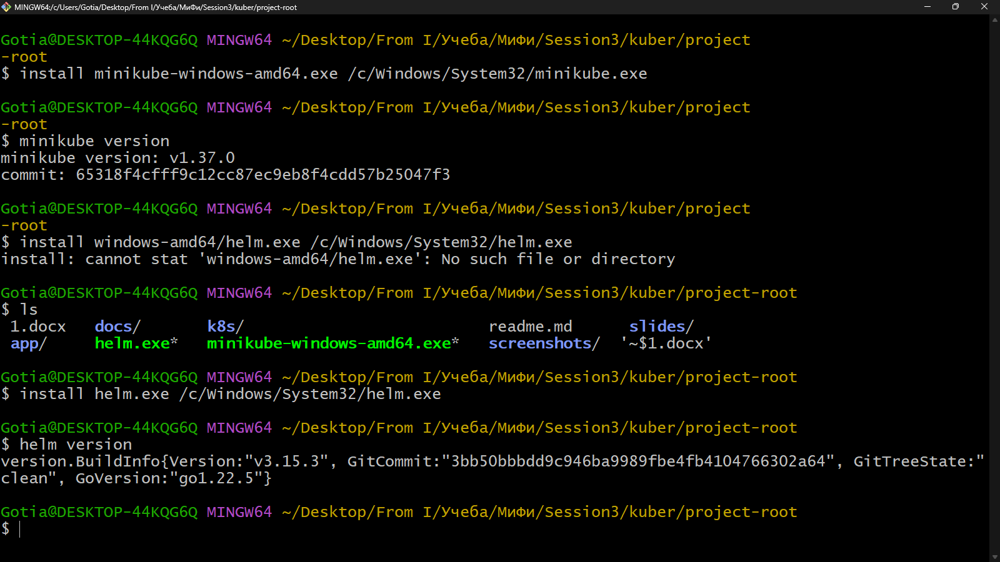 MINGW64:/c/Users/Gotia/Desktop/From I/Учеба/МиФи/Session3/kuber/project-root
Gotia@DESKTOP-44KQG6Q MINGW64 ~/Desktop/From I/Учеба/МиФи/Session3/kuber/project
-root
$ install minikube-windows-amd64.exe /c/Windows/System32/minikube.exe
Gotia@DESKTOP-44KQG6Q MINGW64 ~/Desktop/From I/Учеба/МиФи/Session3/kuber/project
-root
$ minikube version
minikube version: v1.37.0
commit: 65318f4cfff9c12cc87ec9eb8f4cdd57b25047f3
Gotia@DESKTOP-44KQG6Q MINGW64 ~/Desktop/From I/Учеба/МиФи/Session3/kuber/project
-root
$ install windows-amd64/helm.exe /c/Windows/System32/helm.exe
install: cannot stat 'windows-amd64/helm.exe': No such file or directory
Gotia@DESKTOP-44KQG6Q MINGW64 ~/Desktop/From I/Учеба/МиФи/Session3/kuber/project-root
$ ls
1.docx docs/ k8s/ readme.md slides/
app/ helm.exe* minikube-windows-amd64.exe* screenshots/ '~$1.docx'
Gotia@DESKTOP-44KQG6Q MINGW64 ~/Desktop/From I/Учеба/МиФи/Session3/kuber/project-root
$ install helm.exe /c/Windows/System32/helm.exe
Gotia@DESKTOP-44KQG6Q MINGW64 ~/Desktop/From I/Учеба/МиФи/Session3/kuber/project-root
$ helm version
version.BuildInfo{Version:"v3.15.3", GitCommit:"3bb50bbbdd9c946ba9989fbe4fb4104766302a64", GitTreeState:"
clean", GoVersion:"go1.22.5"}
Gotia@DESKTOP-44KQG6Q MINGW64 ~/Desktop/From I/Учеба/МиФи/Session3/kuber/project-root
$